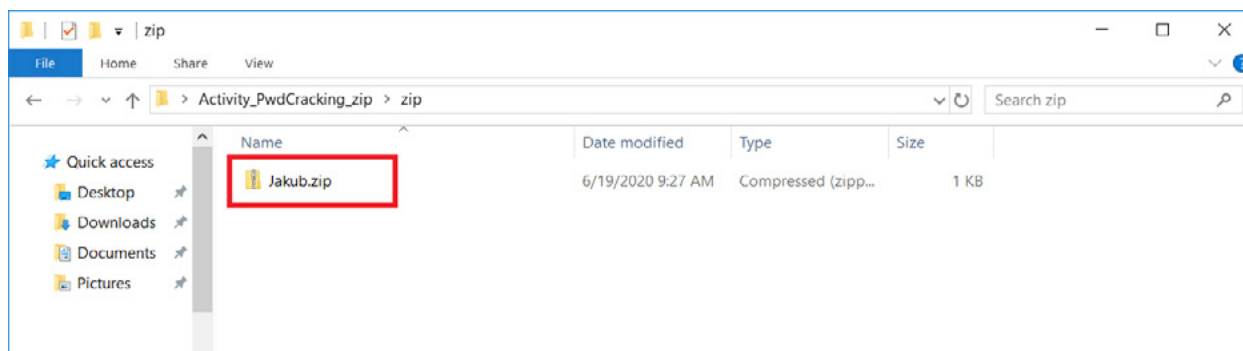 zip
File Home Share View
Activity_PwdCracking_zip > zip
Search zip
Name Date modified Type Size
Quick access
Jakub.zip 6/19/2020 9:27 AM Compressed (zipp... 1 KB
Desktop
Downloads
Documents
Pictures